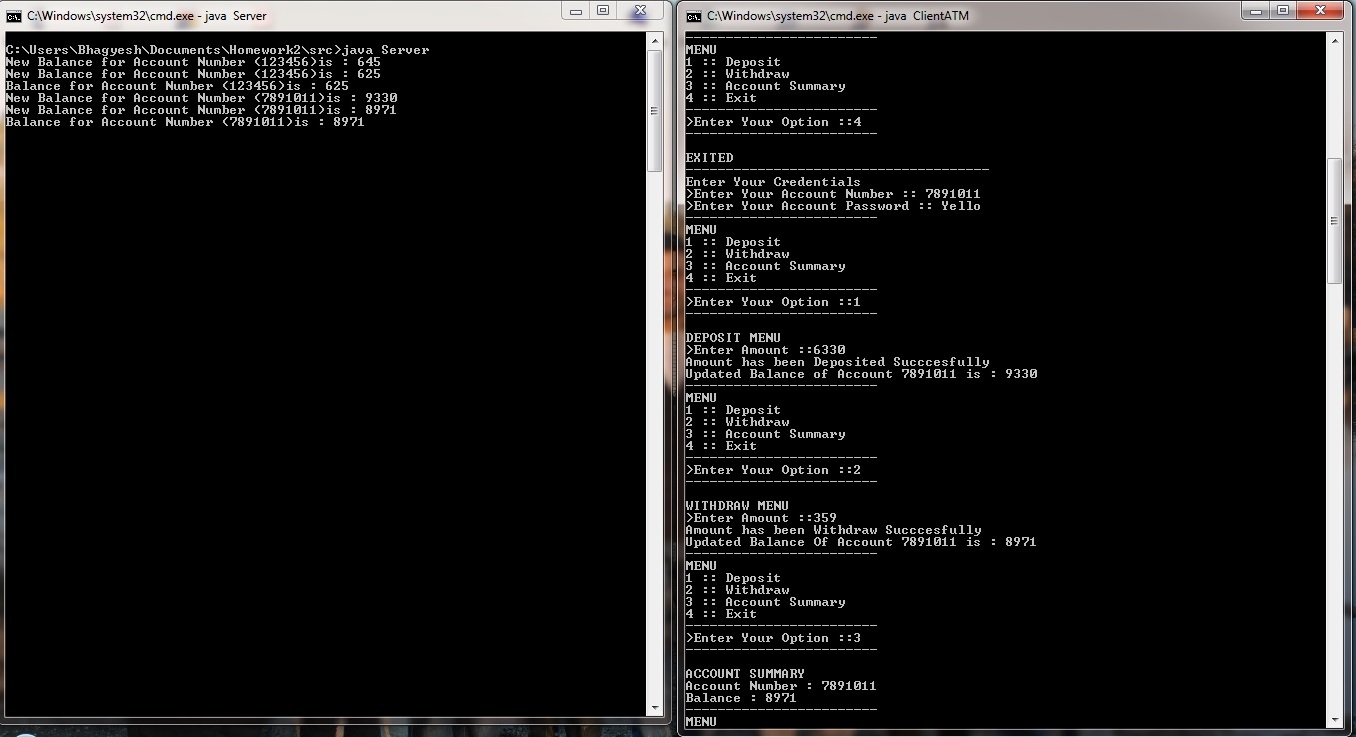 C:\Windows\system32\cmd.exe - java Server
C:\Users\Bhagyesh\Documents\Homework2\src>java Server
New Balance for Account Number (123456)is : 645
New Balance for Account Number (123456)is : 625
Balance for Account Number (123456)is : 625
New Balance for Account Number (7891011)is : 9330
New Balance for Account Number (7891011)is : 8971
Balance for Account Number (7891011)is : 8971
C:\Windows\system32\cmd.exe - java ClientATM
------------------------
MENU
1 :: Deposit
2 :: Withdraw
3 :: Account Summary
4 :: Exit
------------------------
>Enter Your Option ::4
------------------------
EXITED
--------------------------------------
Enter Your Credentials
>Enter Your Account Number :: 7891011
>Enter Your Account Password :: Yello
------------------------
MENU
1 :: Deposit
2 :: Withdraw
3 :: Account Summary
4 :: Exit
------------------------
>Enter Your Option ::1
------------------------
DEPOSIT MENU
>Enter Amount ::6330
Amount has been Deposited Succcesfully
Updated Balance of Account 7891011 is : 9330
------------------------
MENU
1 :: Deposit
2 :: Withdraw
3 :: Account Summary
4 :: Exit
------------------------
>Enter Your Option ::2
------------------------
WITHDRAW MENU
>Enter Amount ::359
Amount has been Withdraw Succcesfully
Updated Balance Of Account 7891011 is : 8971
------------------------
MENU
1 :: Deposit
2 :: Withdraw
3 :: Account Summary
4 :: Exit
------------------------
>Enter Your Option ::3
------------------------
ACCOUNT SUMMARY
Account Number : 7891011
Balance : 8971
------------------------
MENU